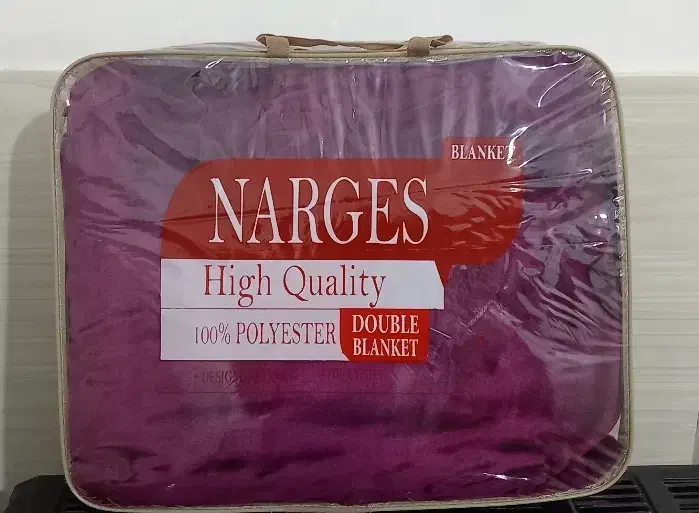 BLANKET
NARGES
High Quality
100% POLYESTER
DOUBLE
BLANKET